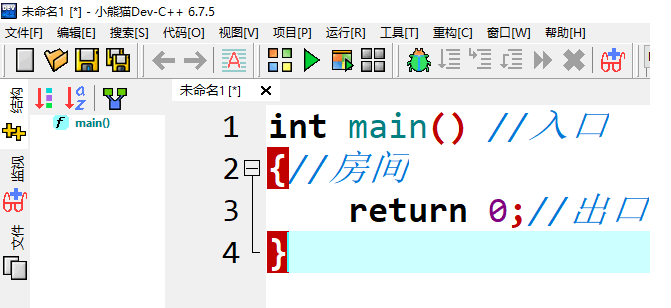 未命名1 [*] - 小熊猫Dev-C++ 6.7.5
文件[F] 编辑[E] 搜索[S] 代码[O] 视图[V] 项目[P] 运行[R] 工具[T] 重构[C] 窗口[W] 帮助[H]
未命名1 [*]
结构
监视
文件
main()
1 int main() //入口
2 {//房间
3 return 0;//出口
4 }